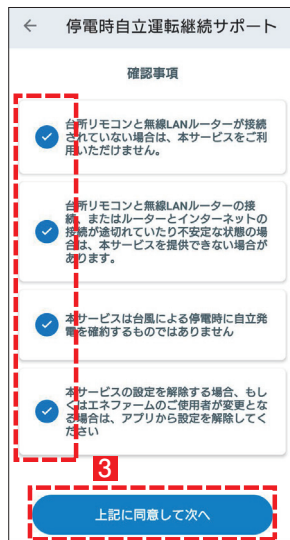 ← 停電時自立運転継続サポート
確認事項
台所リモコンと無線LANルーターが接続
されていない場合は、本サービスをご利
用いただけません。
台所リモコンと無線LANルーターの接
続、またはルーターとインターネットの
接続が途切れていたり不安定な状態の場
合は、本サービスを提供できない場合が
あります。
本サービスは台風による停電時に自立発
電を確約するものではありません
本サービスの設定を解除する場合、もし
くはエネファームのご使用者が変更とな
る場合は、アプリから設定を解除してく
ださい
3
上記に同意して次へ